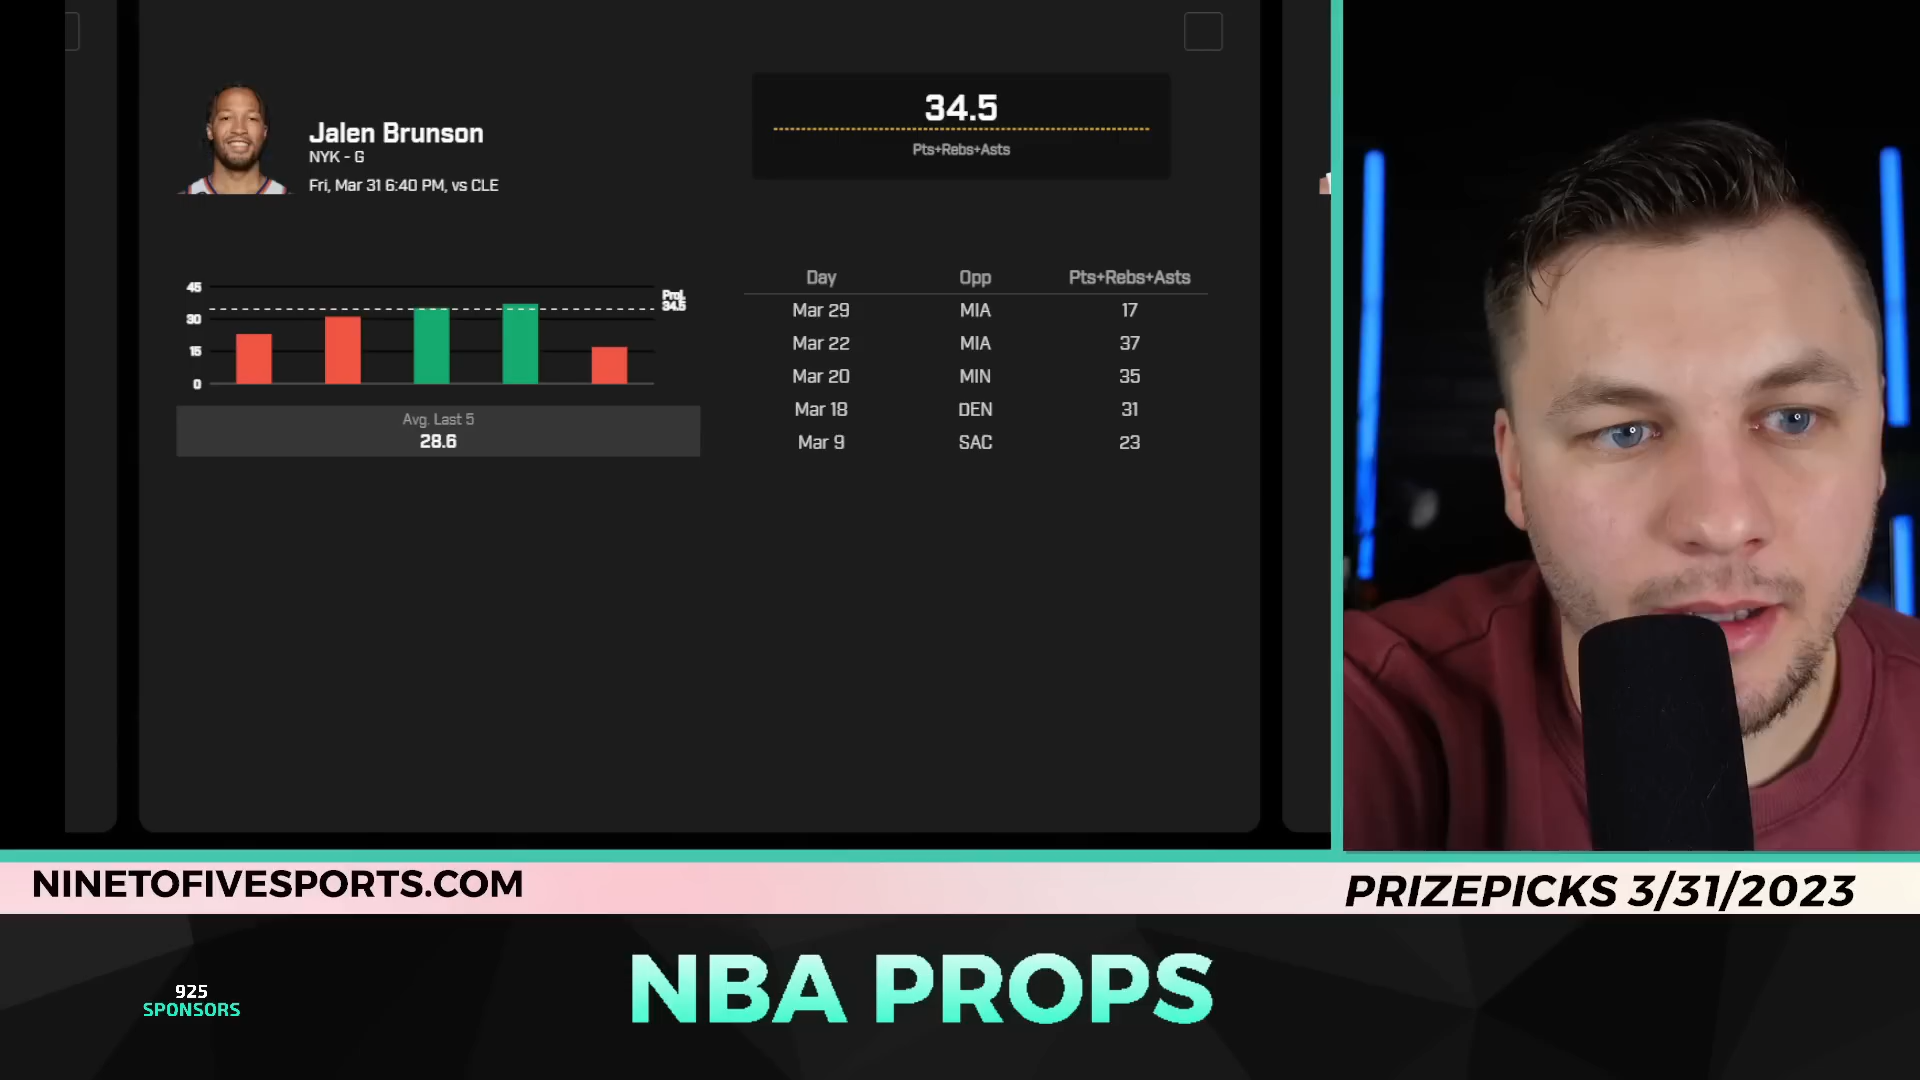 Jalen Brunson
NYK - G
Fri, Mar 31 6:40 PM, vs CLE
34.5
Pts+Rebs+Asts
45
30
15
0
Proj.
34.5
Avg. Last 5
28.6
Day Opp Pts+Rebs+Asts
Mar 29 MIA 17
Mar 22 MIA 37
Mar 20 MIN 35
Mar 18 DEN 31
Mar 9 SAC 23
NINETOFIVESPORTS.COM
PRIZEPICKS 3/31/2023
NBA PROPS
925
SPONSORS